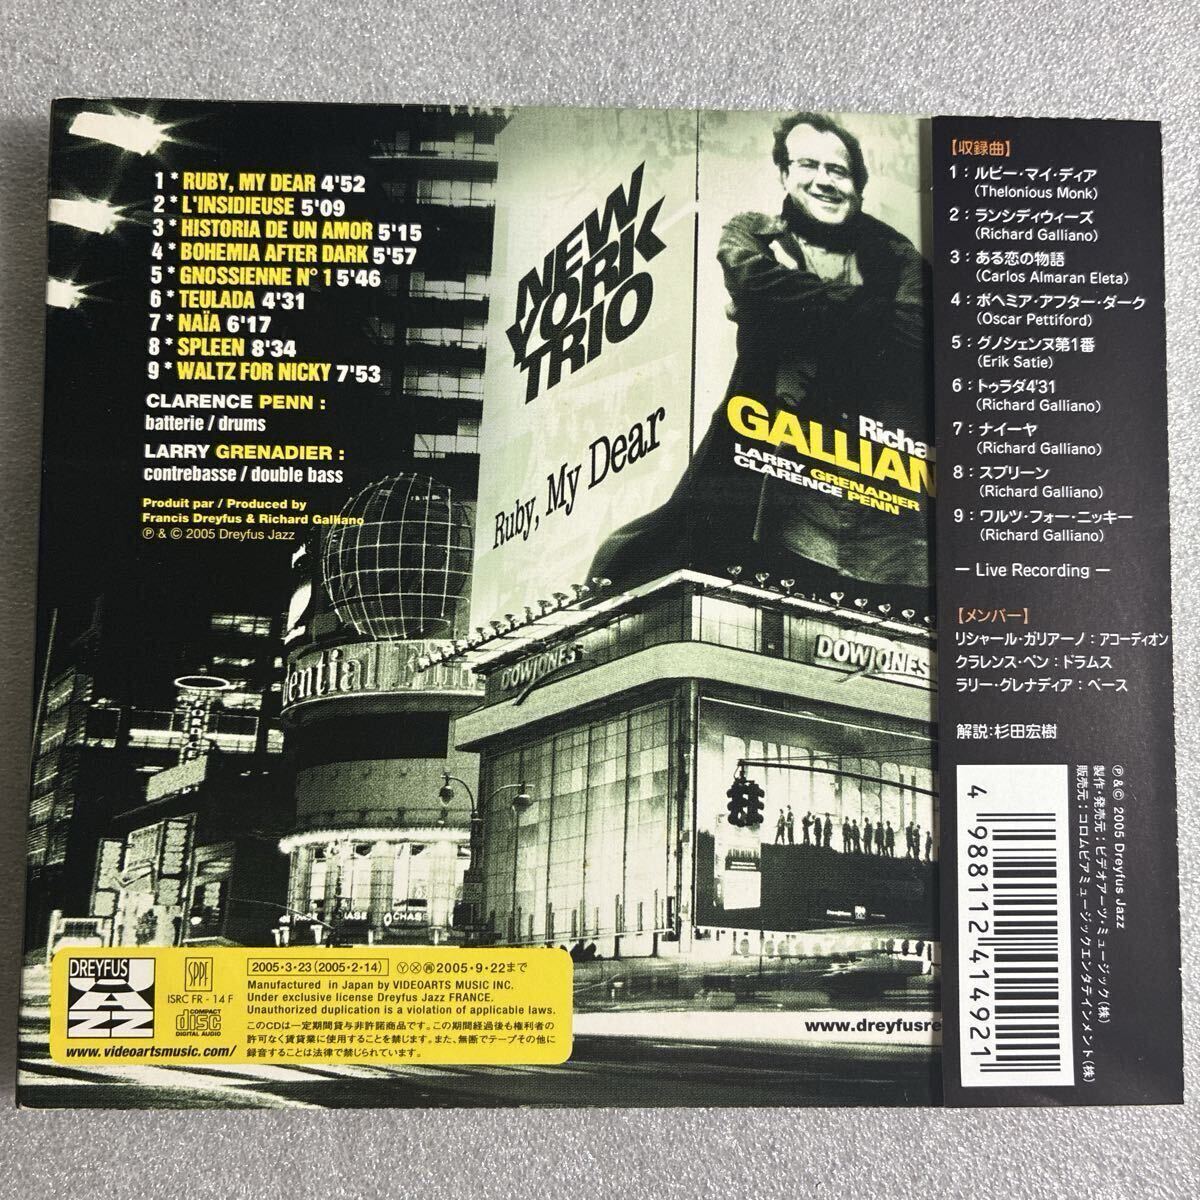 1 * RUBY, MY DEAR 4'52
2 * L'INSIDIEUSE 5'09
3 * HISTORIA DE UN AMOR 5'15
4 * BOHEMIA AFTER DARK 5'57
5 * GNOSSIENNE N° 1 5'46
6 * TEULADA 4'31
7 * NAÏA 6'17
8 * SPLEEN 8'34
9 * WALTZ FOR NICKY 7'53
CLARENCE PENN :
batterie / drums
LARRY GRENADIER :
contrebasse / double bass
Produit par / Produced by
Francis Dreyfus & Richard Galliano
℗ & © 2005 Dreyfus Jazz
NEW
YORK
TRIO
Ruby, My Dear
Richa
GALLIAN
LARRY GRENADIER
CLARENCE PENN
ential
DOWJONES
DOWJONES
CHASE
www.dreyfusre
DREYFUS
JAZZ
SPPF
ISRC FR - 14 F
COMPACT
disc
DIGITAL AUDIO
www.videoartsmusic.com/
2005・3・23 (2005・2・14) Ⓨ Ⓧ ㊢ 2005・9・22まで
Manufactured in Japan by VIDEOARTS MUSIC INC.
Under exclusive license Dreyfus Jazz FRANCE.
Unauthorized duplication is a violation of applicable laws.
このCDは一定期間貸与非許諾商品です。この期間経過後も権利者の
許可なく賃貸業に使用することを禁じます。また、無断でテープその他に
録音することは法律で禁じられています。
【収録曲】
1：ルビー・マイ・ディア
(Thelonious Monk)
2：ランシディウィーズ
(Richard Galliano)
3：ある恋の物語
(Carlos Almaran Eleta)
4：ボヘミア・アフター・ダーク
(Oscar Pettiford)
5：グノシェンヌ第1番
(Erik Satie)
6：トゥラダ4'31
(Richard Galliano)
7：ナイーヤ
(Richard Galliano)
8：スプリーン
(Richard Galliano)
9：ワルツ・フォー・ニッキー
(Richard Galliano)
— Live Recording —
【メンバー】
リシャール・ガリアーノ：アコーディオン
クラレンス・ペン：ドラムス
ラリー・グレナディア：ベース
解説：杉田宏樹
℗ & © 2005 Dreyfus Jazz
製作・発売元：ビデオアーツ・ミュージック(株)
販売元：コロムビアミュージックエンタテインメント(株)
4 988112 414921